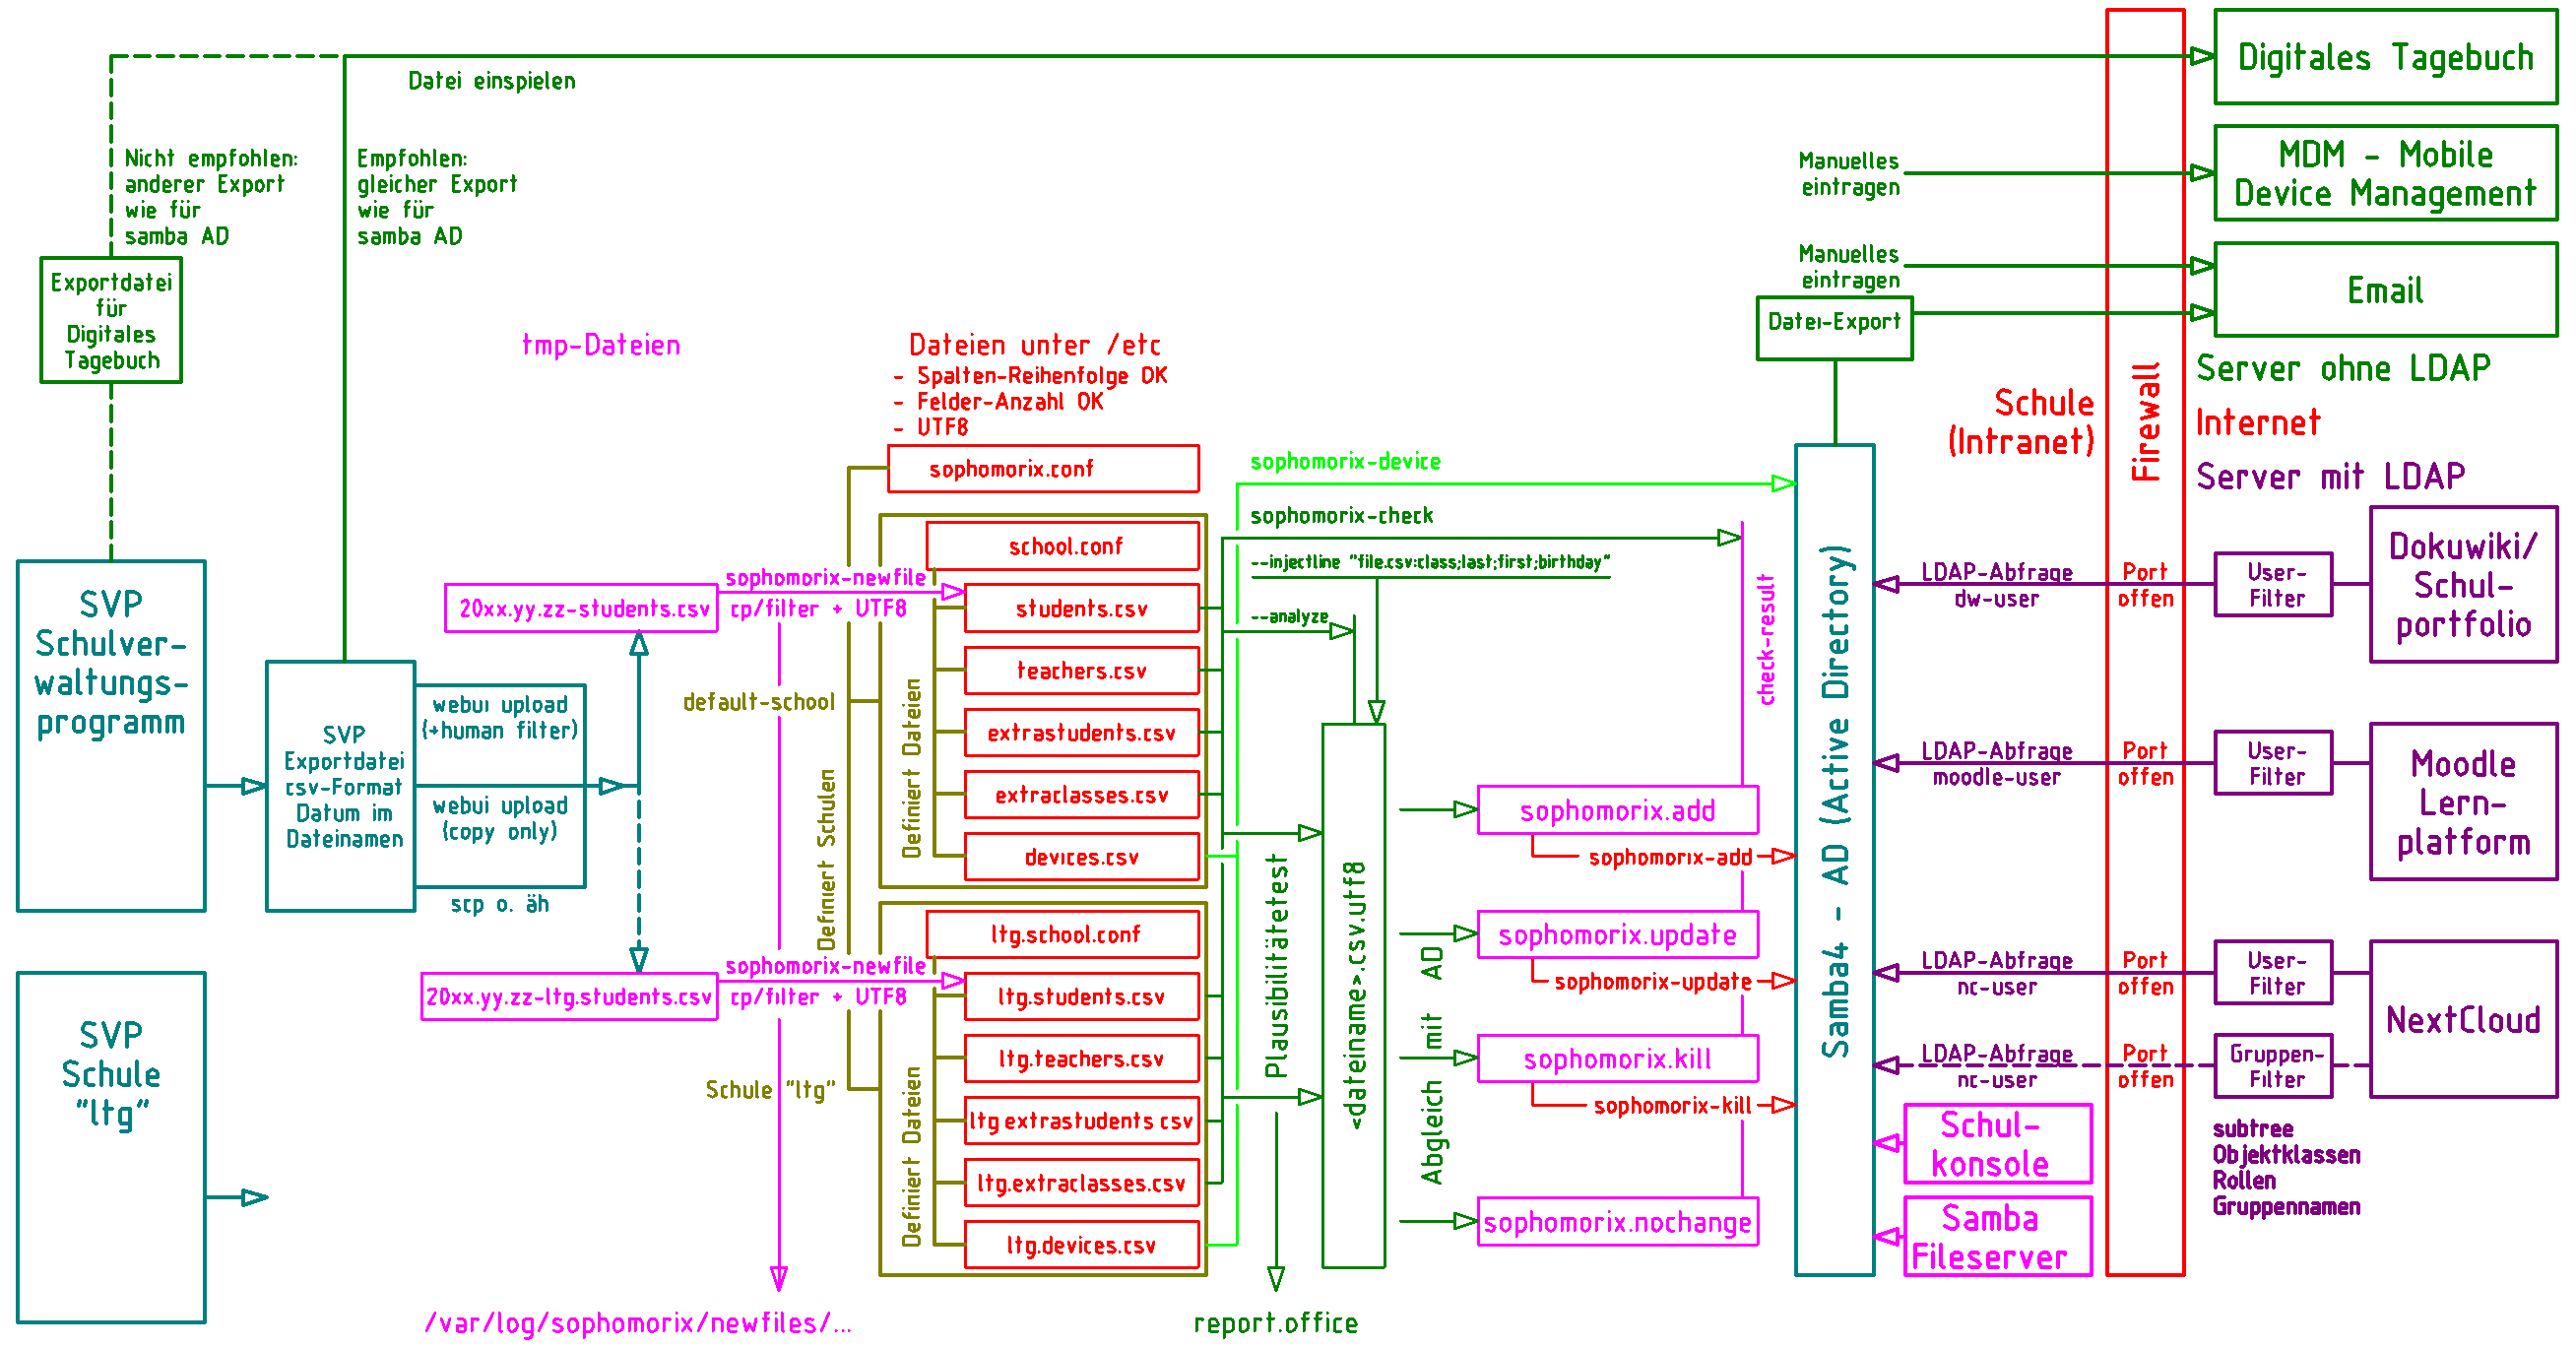 Datei einspielen
Nicht empfohlen:
anderer Export
wie für
samba AD
Empfohlen:
gleicher Export
wie für
samba AD
Exportdatei
für
Digitales
Tagebuch
SVP
Schulver-
waltungs-
programm
SVP
Exportdatei
csv-Format
Datum im
Dateinamen
webui upload
(+human filter)
webui upload
(copy only)
scp o. äh
SVP
Schule
"ltg"
tmp-Dateien
20xx.yy.zz-students.csv
sophomorix-newfile
cp/filter + UTF8
20xx.yy.zz-ltg.students.csv
sophomorix-newfile
cp/filter + UTF8
/var/log/sophomorix/newfiles/...
default-school
Definiert Schulen
Schule "ltg"
Dateien unter /etc
- Spalten-Reihenfolge OK
- Felder-Anzahl OK
- UTF8
sophomorix.conf
school.conf
Definiert Dateien
students.csv
teachers.csv
extrastudents.csv
extraclasses.csv
devices.csv
ltg.school.conf
Definiert Dateien
ltg.students.csv
ltg.teachers.csv
ltg.extrastudents.csv
ltg.extraclasses.csv
ltg.devices.csv
sophomorix-device
sophomorix-check
--injectline "file.csv:class;last;first;birthday"
--analyze
Plausibilitätetest
<dateiname>.csv.utf8
report.office
Abgleich mit AD
check-result
sophomorix.add
sophomorix-add
sophomorix.update
sophomorix-update
sophomorix.kill
sophomorix-kill
sophomorix.nochange
Manuelles
eintragen
Manuelles
eintragen
Datei-Export
Samba4 - AD (Active Directory)
Schule
(Intranet)
Firewall
Digitales Tagebuch
MDM - Mobile
Device Management
Email
Server ohne LDAP
Internet
Server mit LDAP
LDAP-Abfrage
dw-user
Port
offen
User-
Filter
Dokuwiki/
Schul-
portfolio
LDAP-Abfrage
moodle-user
Port
offen
User-
Filter
Moodle
Lern-
platform
LDAP-Abfrage
nc-user
Port
offen
User-
Filter
NextCloud
LDAP-Abfrage
nc-user
Port
offen
Gruppen-
Filter
Schul-
konsole
Samba
Fileserver
subtree
Objektklassen
Rollen
Gruppennamen